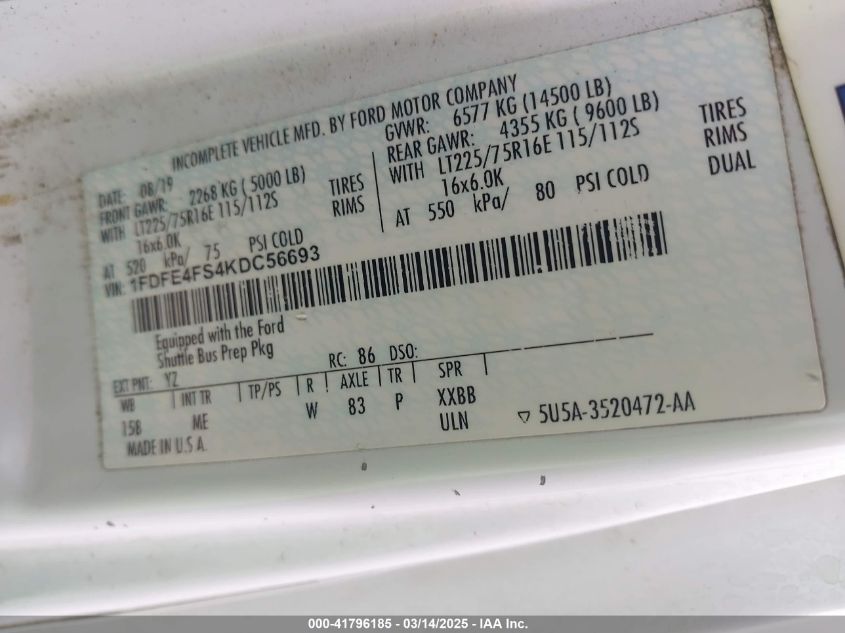 INCOMPLETE VEHICLE MFD. BY FORD MOTOR COMPANY
DATE: 08/19 GVWR: 6577 KG (14500 LB)
FRONT GAWR: 2268 KG (5000 LB) REAR GAWR: 4355 KG ( 9600 LB)
WITH LT225/75R16E 115/112S TIRES WITH LT225/75R16E 115/112S TIRES
16x6.0K RIMS 16x6.0K RIMS
AT 520 kPa/ 75 PSI COLD AT 550 kPa/ 80 PSI COLD DUAL
VIN: 1FDFE4FS4KDC56693
Equipped with the Ford
Shuttle Bus Prep Pkg
EXT PNT: YZ RC: 86 DSO:
WB INT TR TP/PS R AXLE TR SPR
158 ME W 83 P XXBB
ULN 5U5A-3520472-AA
MADE IN U.S.A.
000-41796185 - 03/14/2025 - IAA Inc.